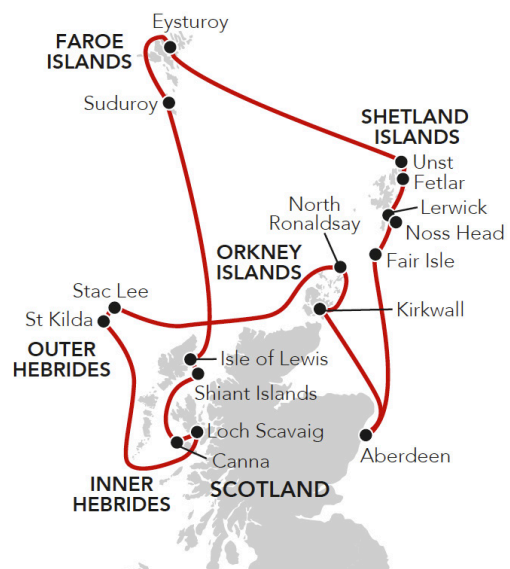 Eysturoy
FAROE
ISLANDS
Suduroy
SHETLAND
ISLANDS
Unst
Fetlar
Lerwick
Noss Head
North
Ronaldsay
Fair Isle
ORKNEY
ISLANDS
Stac Lee
St Kilda
Kirkwall
OUTER
HEBRIDES
Isle of Lewis
Shiant Islands
Loch Scavaig
Canna
Aberdeen
INNER
HEBRIDES
SCOTLAND